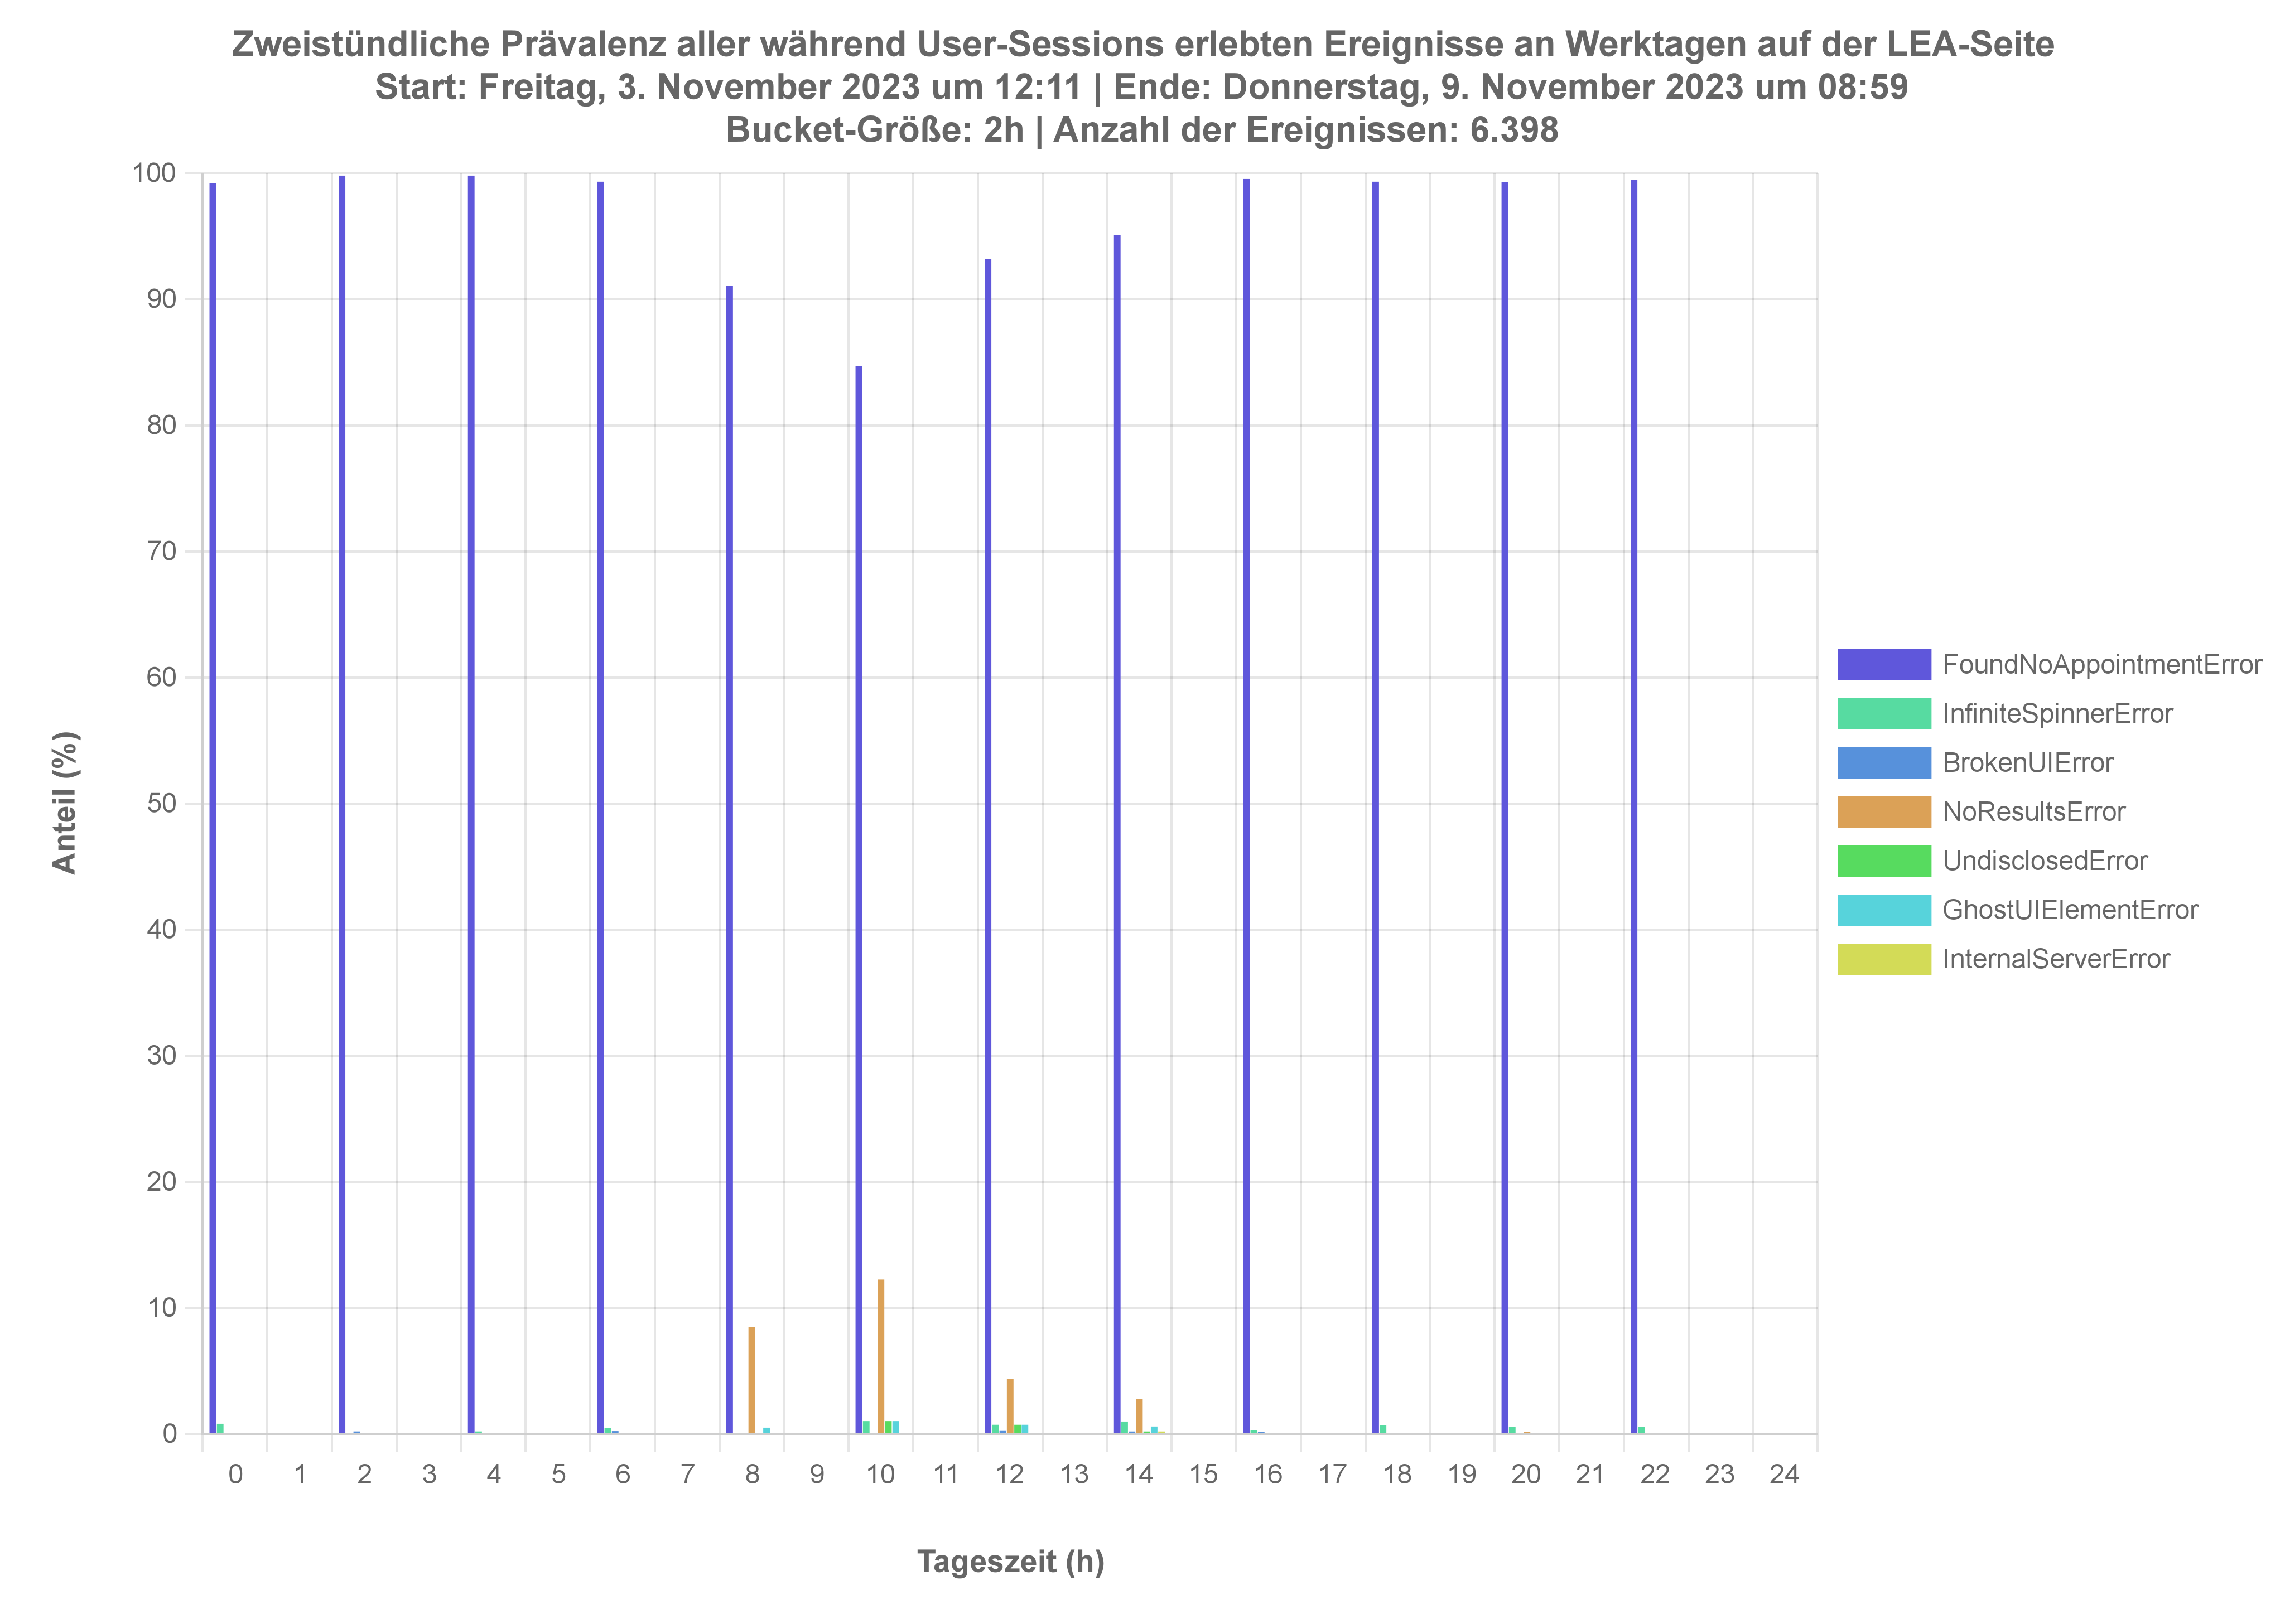 Zweistündliche Prävalenz aller während User-Sessions erlebten Ereignisse an Werktagen auf der LEA-Seite
Start: Freitag, 3. November 2023 um 12:11 | Ende: Donnerstag, 9. November 2023 um 08:59
Bucket-Größe: 2h | Anzahl der Ereignissen: 6.398
Anteil (%)
100
90
80
70
60
50
40
30
20
10
0
0 1 2 3 4 5 6 7 8 9 10 11 12 13 14 15 16 17 18 19 20 21 22 23 24
Tageszeit (h)
FoundNoAppointmentError
InfiniteSpinnerError
BrokenUIError
NoResultsError
UndisclosedError
GhostUIElementError
InternalServerError